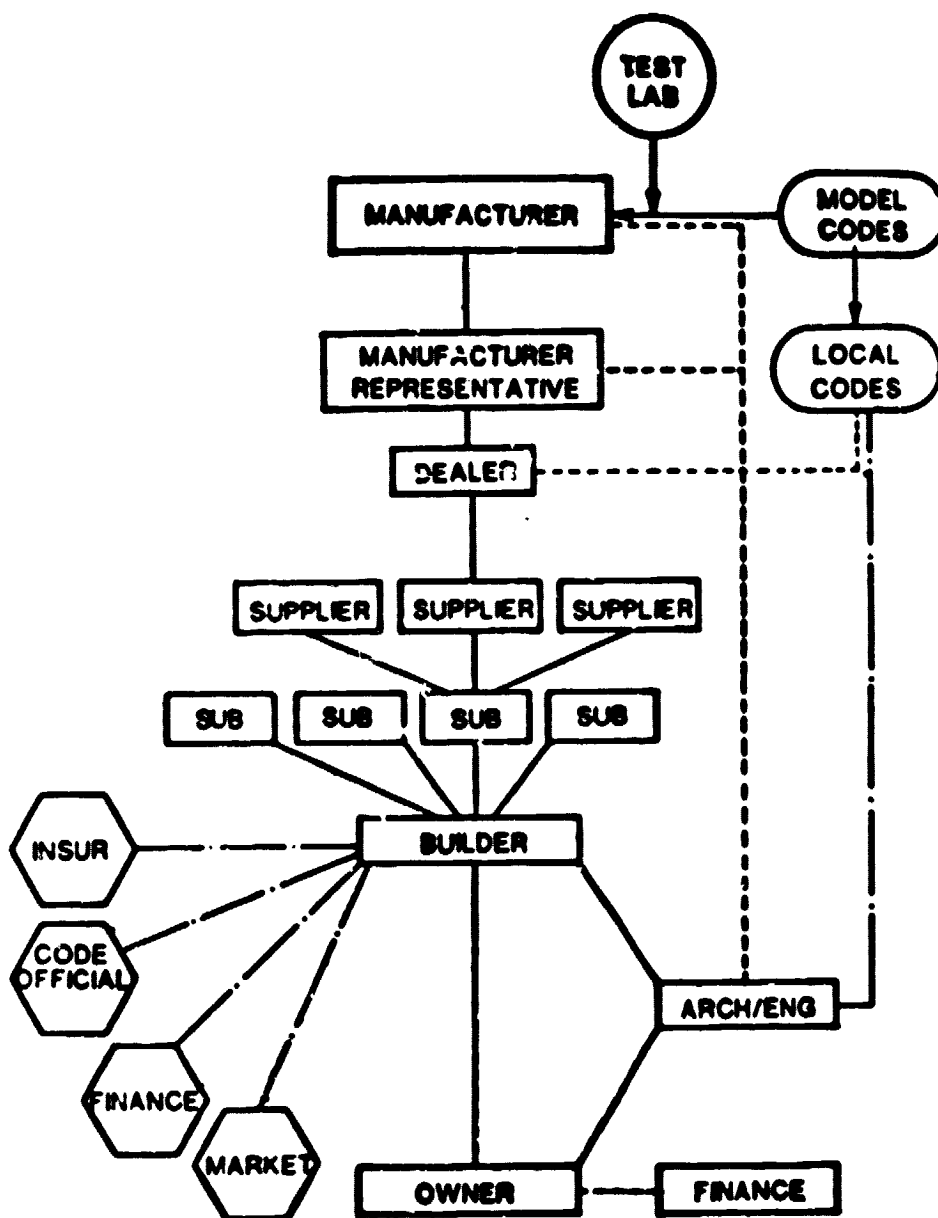 TEST
LAB
MANUFACTURER
MODEL
CODES
MANUFACTURER
REPRESENTATIVE
LOCAL
CODES
DEALER
SUPPLIER
SUPPLIER
SUPPLIER
SUB
SUB
SUB
SUB
INSUR
BUILDER
CODE
OFFICIAL
ARCH/ENG
FINANCE
MARKET
OWNER
FINANCE